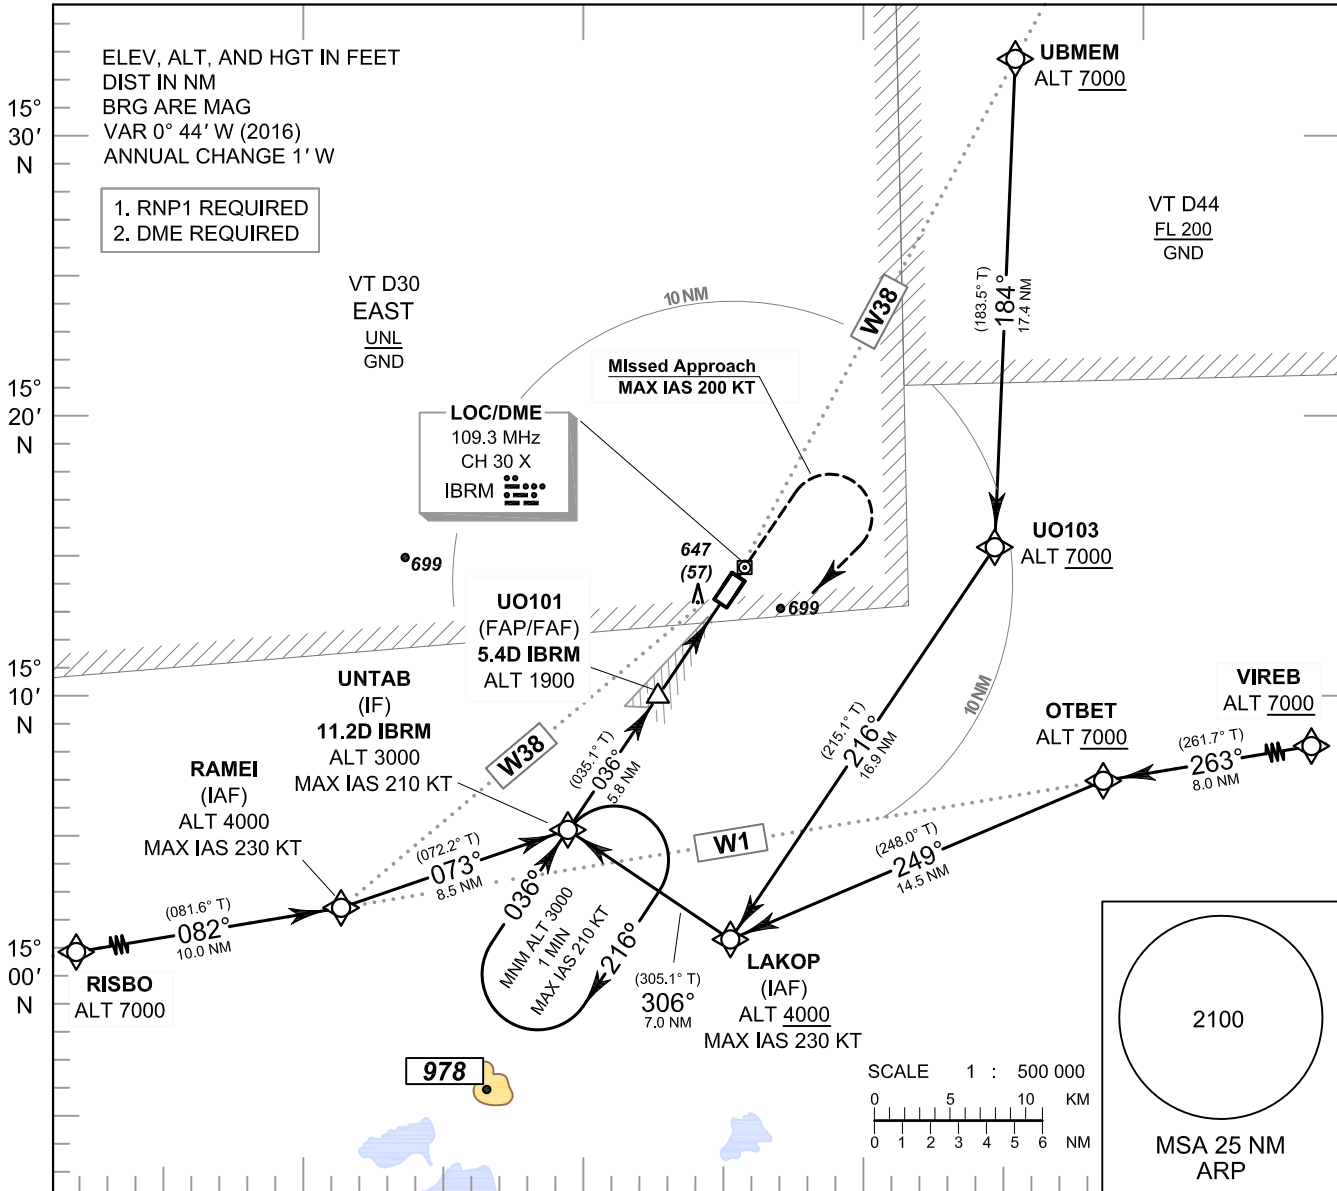 ELEV, ALT, AND HGT IN FEET
DIST IN NM
BRG ARE MAG
VAR 0° 44′ W (2016)
ANNUAL CHANGE 1′ W
1. RNP1 REQUIRED
2. DME REQUIRED
15°
30′
N
15°
20′
N
15°
10′
N
15°
00′
N
UBMEM
ALT 7000
VT D44
FL 200
GND
VT D30
EAST
UNL
GND
10 NM
W38
(183.5° T)
184°
17.4 NM
MIssed Approach
MAX IAS 200 KT
LOC/DME
109.3 MHz
CH 30 X
IBRM
699
647
(57)
699
UO103
ALT 7000
UO101
(FAP/FAF)
5.4D IBRM
ALT 1900
UNTAB
(IF)
11.2D IBRM
ALT 3000
MAX IAS 210 KT
W38
(035.1° T)
036°
5.8 NM
(215.1° T)
216°
16.9 NM
10 NM
VIREB
ALT 7000
OTBET
ALT 7000
(261.7° T)
263°
8.0 NM
RAMEI
(IAF)
ALT 4000
MAX IAS 230 KT
(072.2° T)
073°
8.5 NM
W1
(248.0° T)
249°
14.5 NM
(081.6° T)
082°
10.0 NM
RISBO
ALT 7000
036°
MNM ALT 3000
1 MIN
MAX IAS 210 KT
216°
(305.1° T)
306°
7.0 NM
LAKOP
(IAF)
ALT 4000
MAX IAS 230 KT
978
SCALE 1 : 500 000
0 5 10 KM
0 1 2 3 4 5 6 NM
2100
MSA 25 NM
ARP